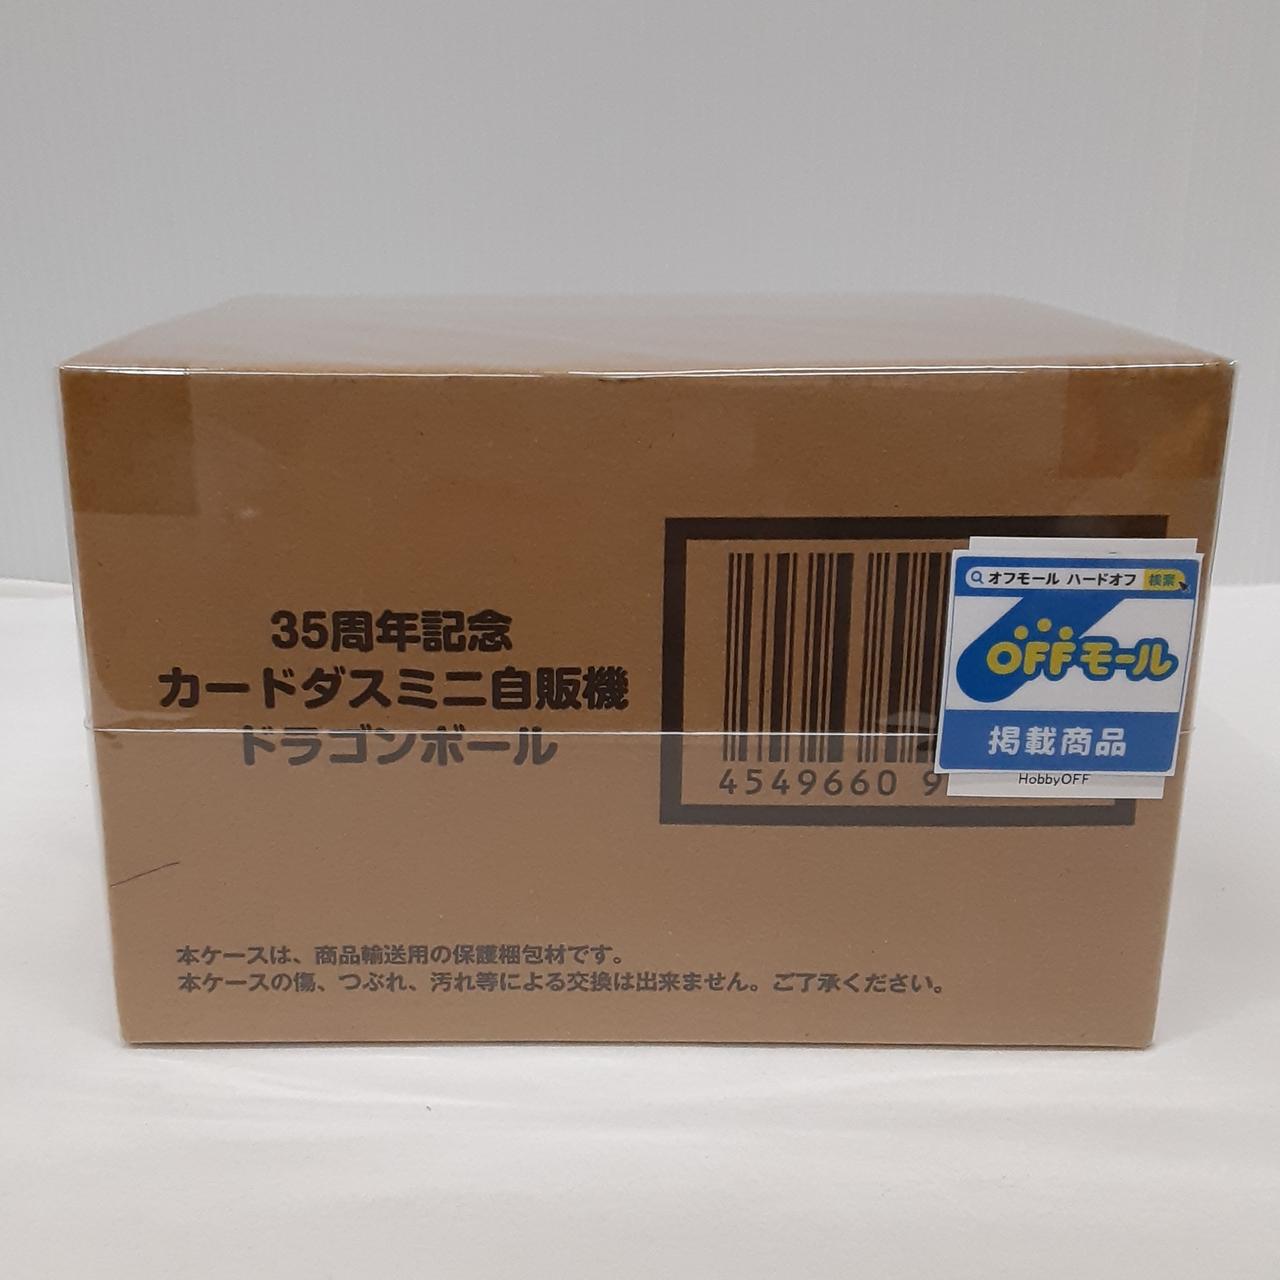 35周年記念
カードダスミニ自販機
ドラゴンボール
4549660 9
オフモール ハードオフ 検索
OFFモール
掲載商品
HobbyOFF
本ケースは、商品輸送用の保護梱包材です。
本ケースの傷、つぶれ、汚れ等による交換は出来ません。ご了承ください。